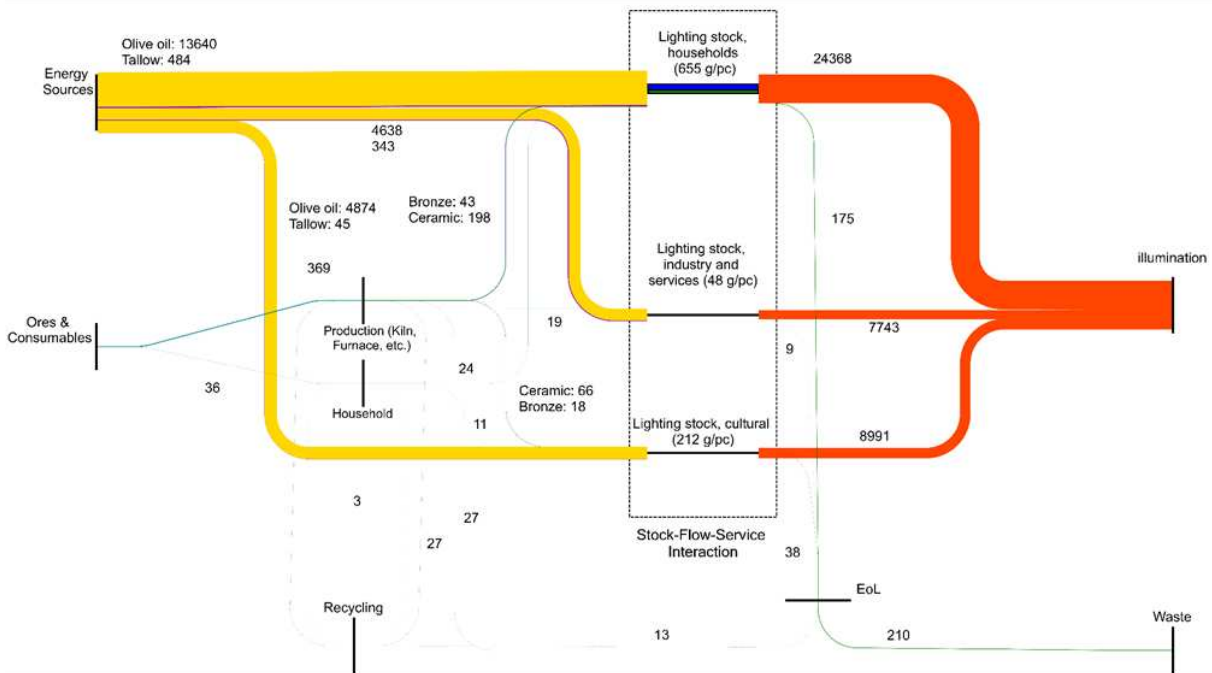 Olive oil: 13640
Tallow: 484
Energy
Sources
Lighting stock,
households
(655 g/pc)
24368
4638
343
Olive oil: 4874
Tallow: 45
Bronze: 43
Ceramic: 198
175
369
Lighting stock,
industry and
services (48 g/pc)
illumination
Ores &
Consumables
Production (Kiln,
Furnace, etc.)
19
7743
9
24
36
Household
Ceramic: 66
Bronze: 18
11
Lighting stock, cultural
(212 g/pc)
8991
3
27
27
Stock-Flow-Service
Interaction
38
EoL
Recycling
13
210
Waste